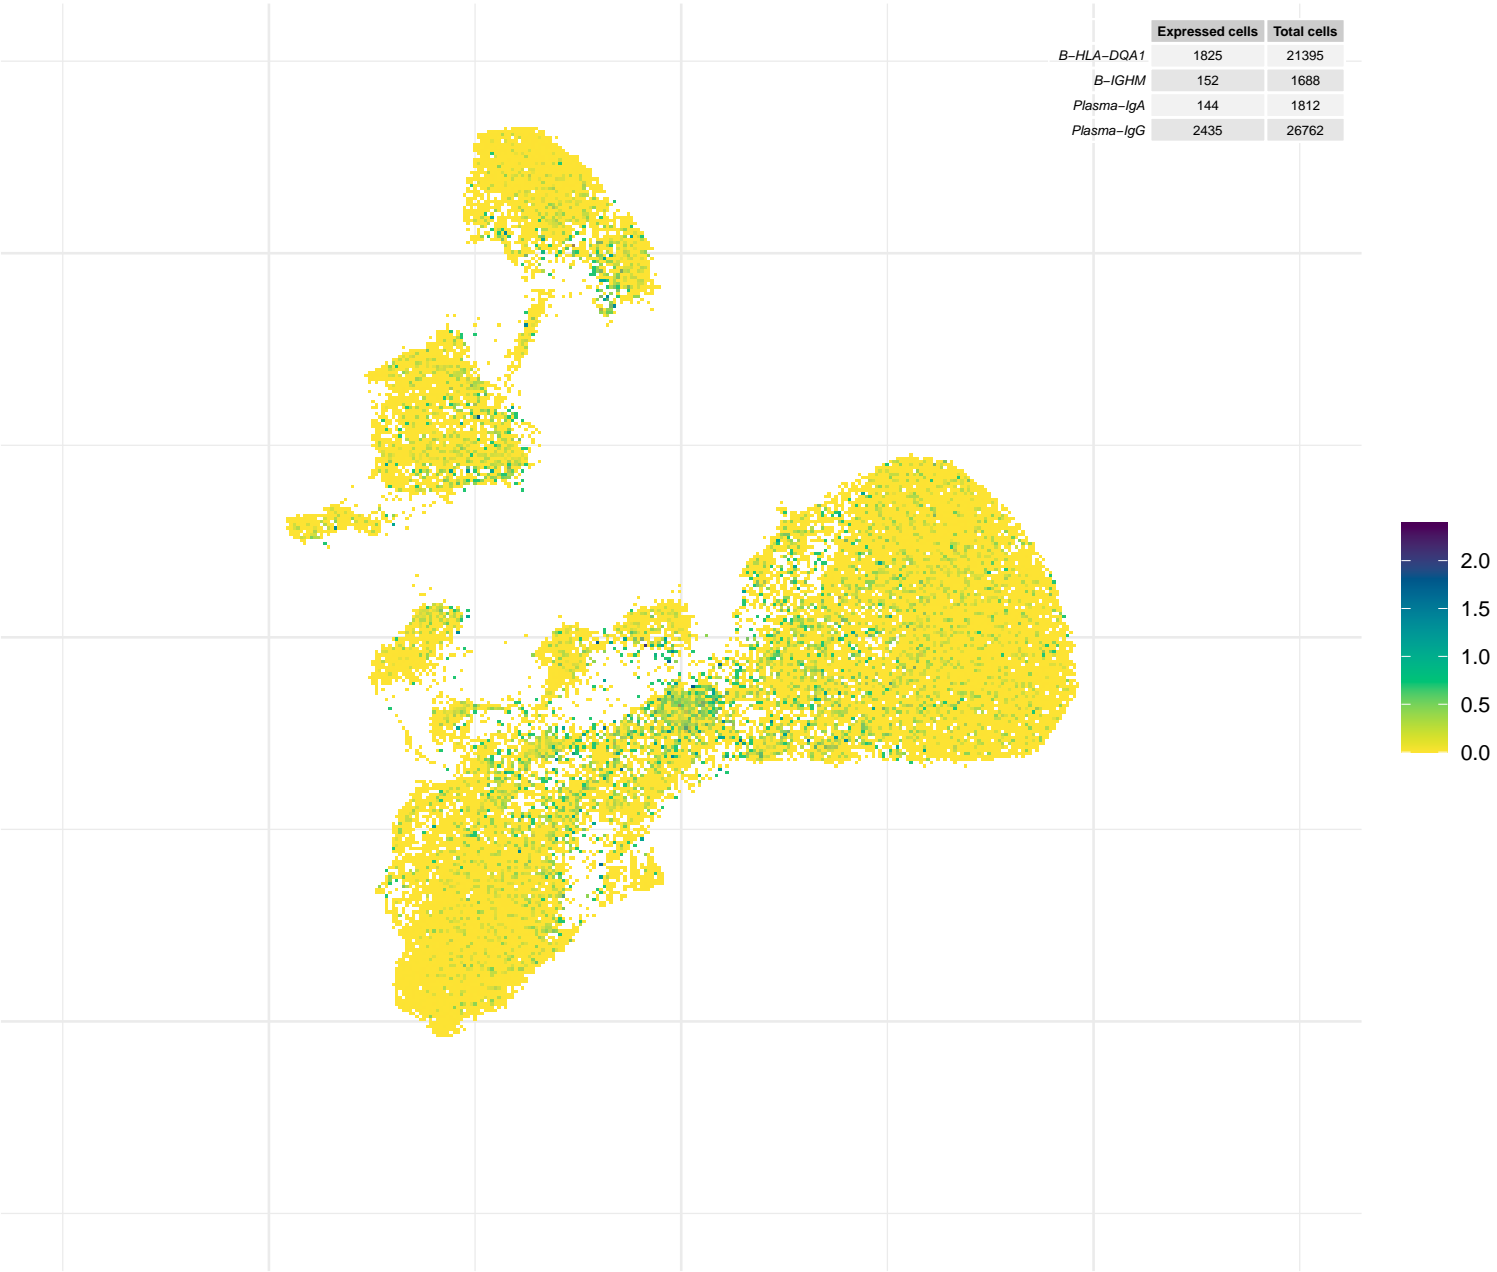 Expressed cells Total cells
B−HLA−DQA1 1825 21395
B−IGHM 152 1688
Plasma−IgA 144 1812
Plasma−IgG 2435 26762
2.0
1.5
1.0
0.5
0.0